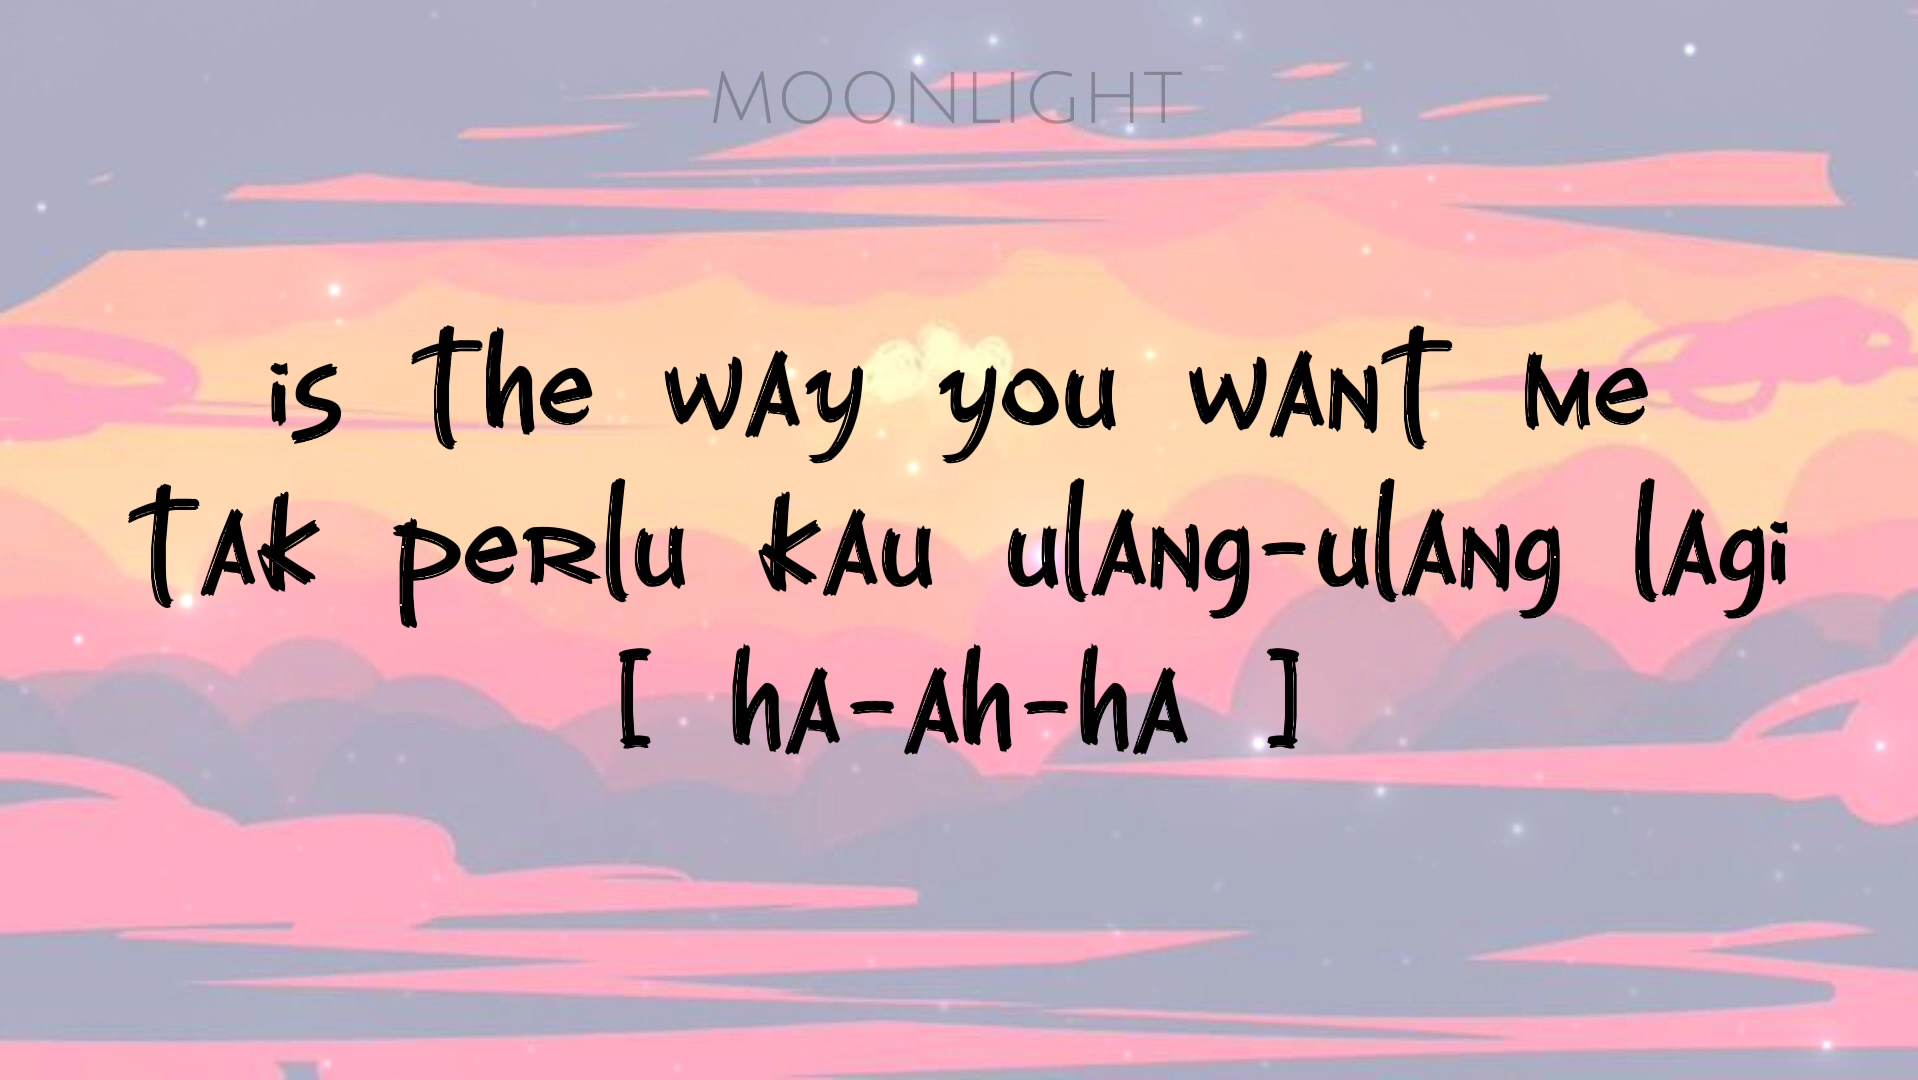 MOONLIGHT
is the way you want me
tak perlu kau ulang-ulang lagi
[ ha-ah-ha ]